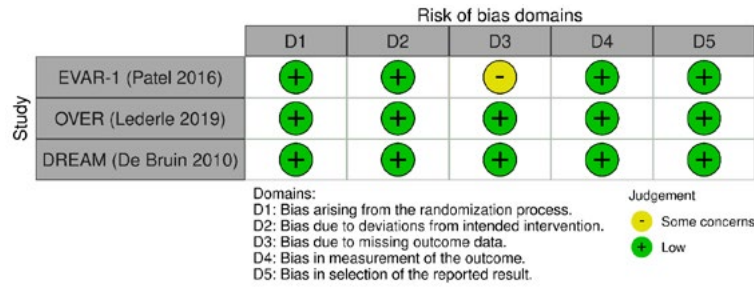 Risk of bias domains
D1 D2 D3 D4 D5
Study
EVAR-1 (Patel 2016) + + - + +
OVER (Lederle 2019) + + + + +
DREAM (De Bruin 2010) + + + + +
Domains:
D1: Bias arising from the randomization process.
D2: Bias due to deviations from intended intervention.
D3: Bias due to missing outcome data.
D4: Bias in measurement of the outcome.
D5: Bias in selection of the reported result.
Judgement
- Some concerns
+ Low